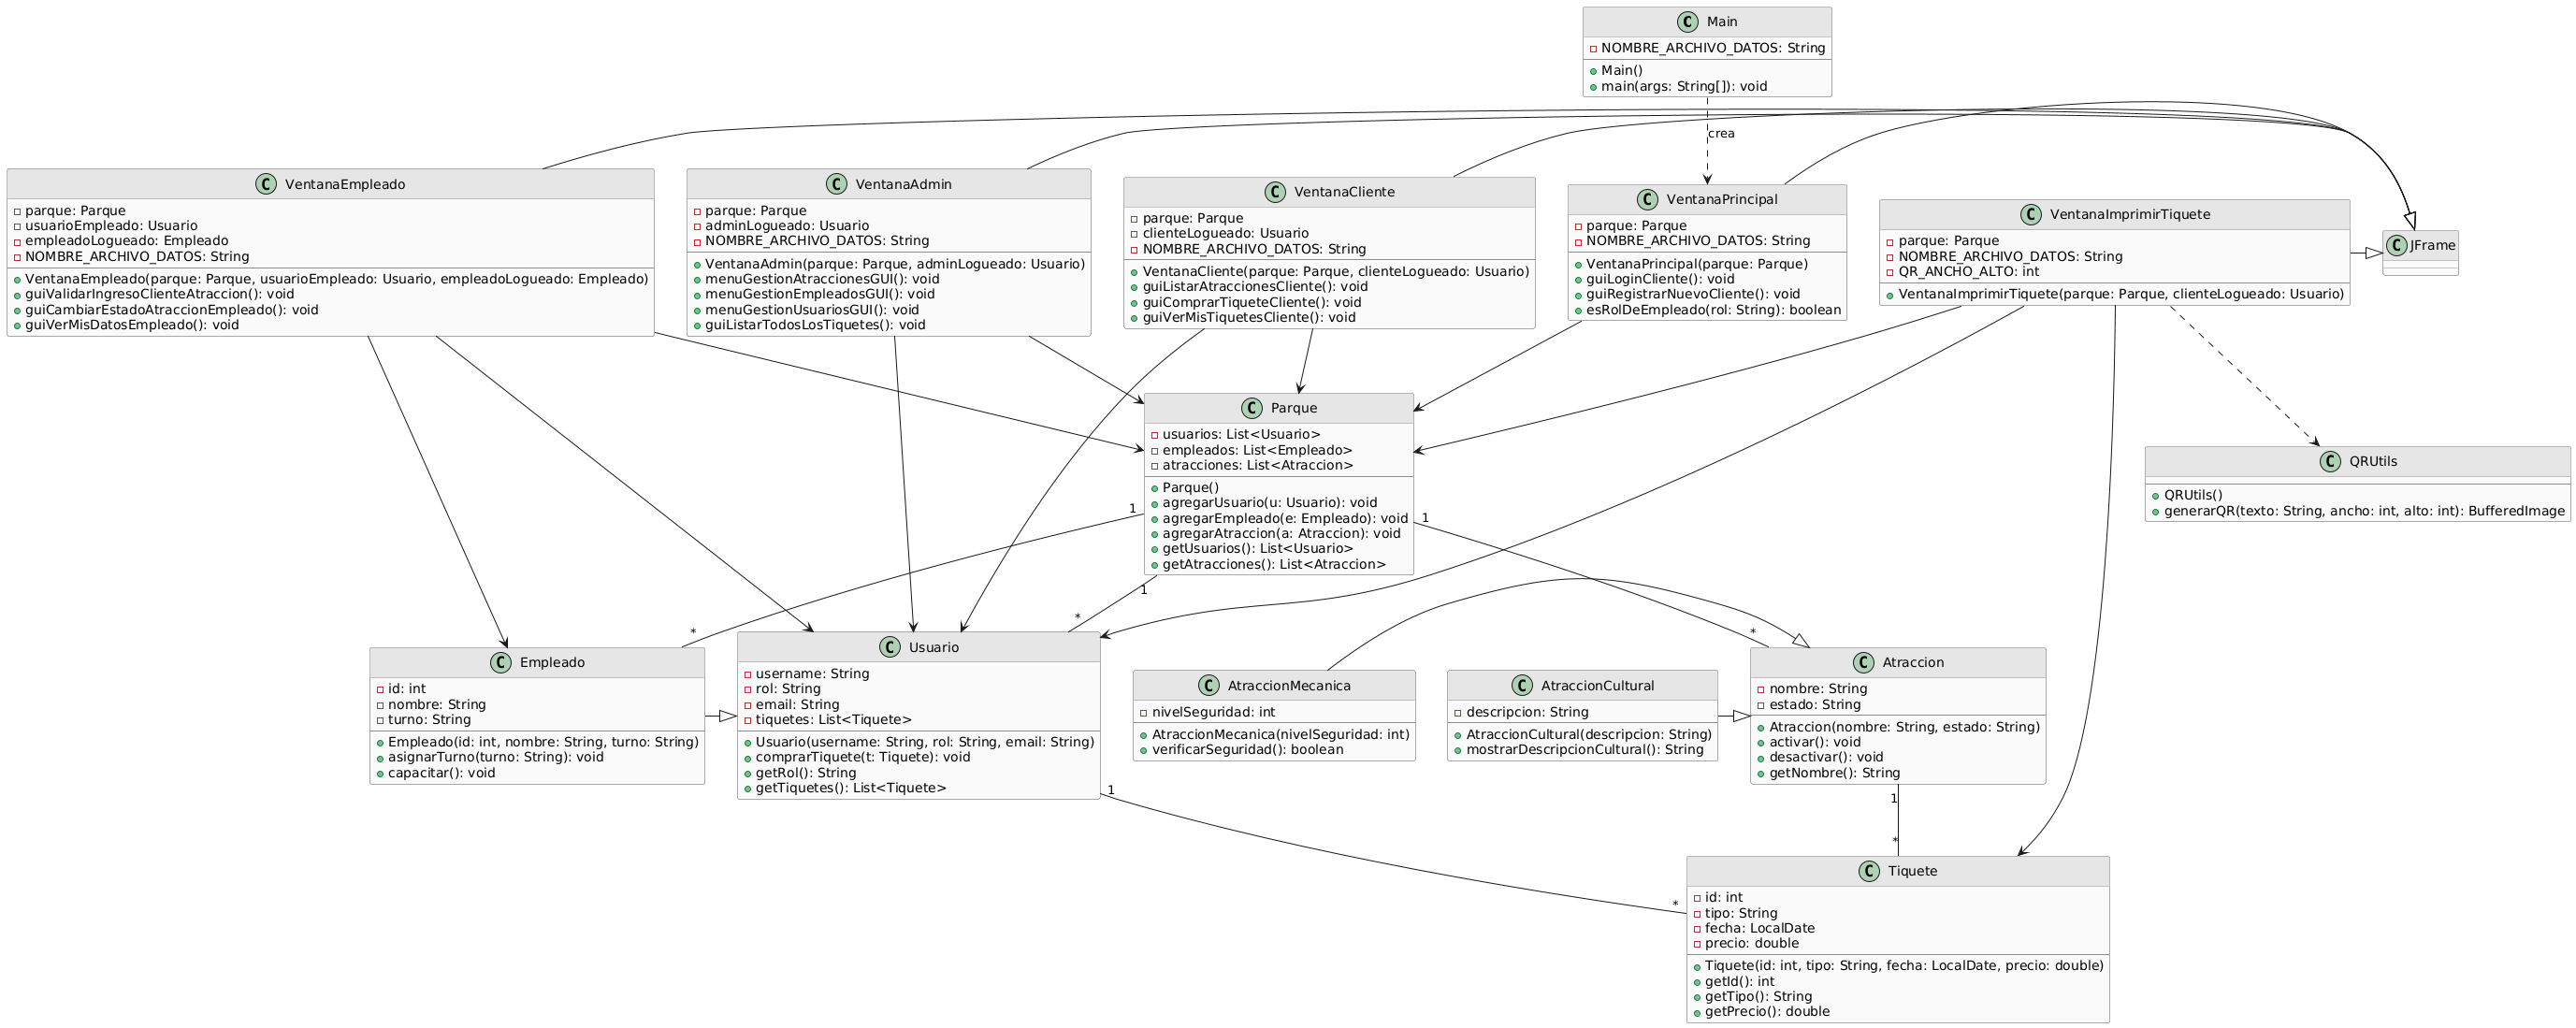 Main
NOMBRE_ARCHIVO_DATOS: String
Main()
main(args: String[]): void
crea
VentanaEmpleado
parque: Parque
usuarioEmpleado: Usuario
empleadoLogueado: Empleado
NOMBRE_ARCHIVO_DATOS: String
VentanaEmpleado(parque: Parque, usuarioEmpleado: Usuario, empleadoLogueado: Empleado)
guiValidarIngresoClienteAtraccion(): void
guiCambiarEstadoAtraccionEmpleado(): void
guiVerMisDatosEmpleado(): void
VentanaAdmin
parque: Parque
adminLogueado: Usuario
NOMBRE_ARCHIVO_DATOS: String
VentanaAdmin(parque: Parque, adminLogueado: Usuario)
menuGestionAtraccionesGUI(): void
menuGestionEmpleadosGUI(): void
menuGestionUsuariosGUI(): void
guiListarTodosLosTiquetes(): void
VentanaCliente
parque: Parque
clienteLogueado: Usuario
NOMBRE_ARCHIVO_DATOS: String
VentanaCliente(parque: Parque, clienteLogueado: Usuario)
guiListarAtraccionesCliente(): void
guiComprarTiqueteCliente(): void
guiVerMisTiquetesCliente(): void
VentanaPrincipal
parque: Parque
NOMBRE_ARCHIVO_DATOS: String
VentanaPrincipal(parque: Parque)
guiLoginCliente(): void
guiRegistrarNuevoCliente(): void
esRolDeEmpleado(rol: String): boolean
VentanaImprimirTiquete
parque: Parque
NOMBRE_ARCHIVO_DATOS: String
QR_ANCHO_ALTO: int
VentanaImprimirTiquete(parque: Parque, clienteLogueado: Usuario)
JFrame
Parque
usuarios: List<Usuario>
empleados: List<Empleado>
atracciones: List<Atraccion>
Parque()
agregarUsuario(u: Usuario): void
agregarEmpleado(e: Empleado): void
agregarAtraccion(a: Atraccion): void
getUsuarios(): List<Usuario>
getAtracciones(): List<Atraccion>
QRUtils
QRUtils()
generarQR(texto: String, ancho: int, alto: int): BufferedImage
1
1
1
*
*
*
Empleado
id: int
nombre: String
turno: String
Empleado(id: int, nombre: String, turno: String)
asignarTurno(turno: String): void
capacitar(): void
Usuario
username: String
rol: String
email: String
tiquetes: List<Tiquete>
Usuario(username: String, rol: String, email: String)
comprarTiquete(t: Tiquete): void
getRol(): String
getTiquetes(): List<Tiquete>
AtraccionMecanica
nivelSeguridad: int
AtraccionMecanica(nivelSeguridad: int)
verificarSeguridad(): boolean
AtraccionCultural
descripcion: String
AtraccionCultural(descripcion: String)
mostrarDescripcionCultural(): String
Atraccion
nombre: String
estado: String
Atraccion(nombre: String, estado: String)
activar(): void
desactivar(): void
getNombre(): String
1
1
*
*
Tiquete
id: int
tipo: String
fecha: LocalDate
precio: double
Tiquete(id: int, tipo: String, fecha: LocalDate, precio: double)
getId(): int
getTipo(): String
getPrecio(): double